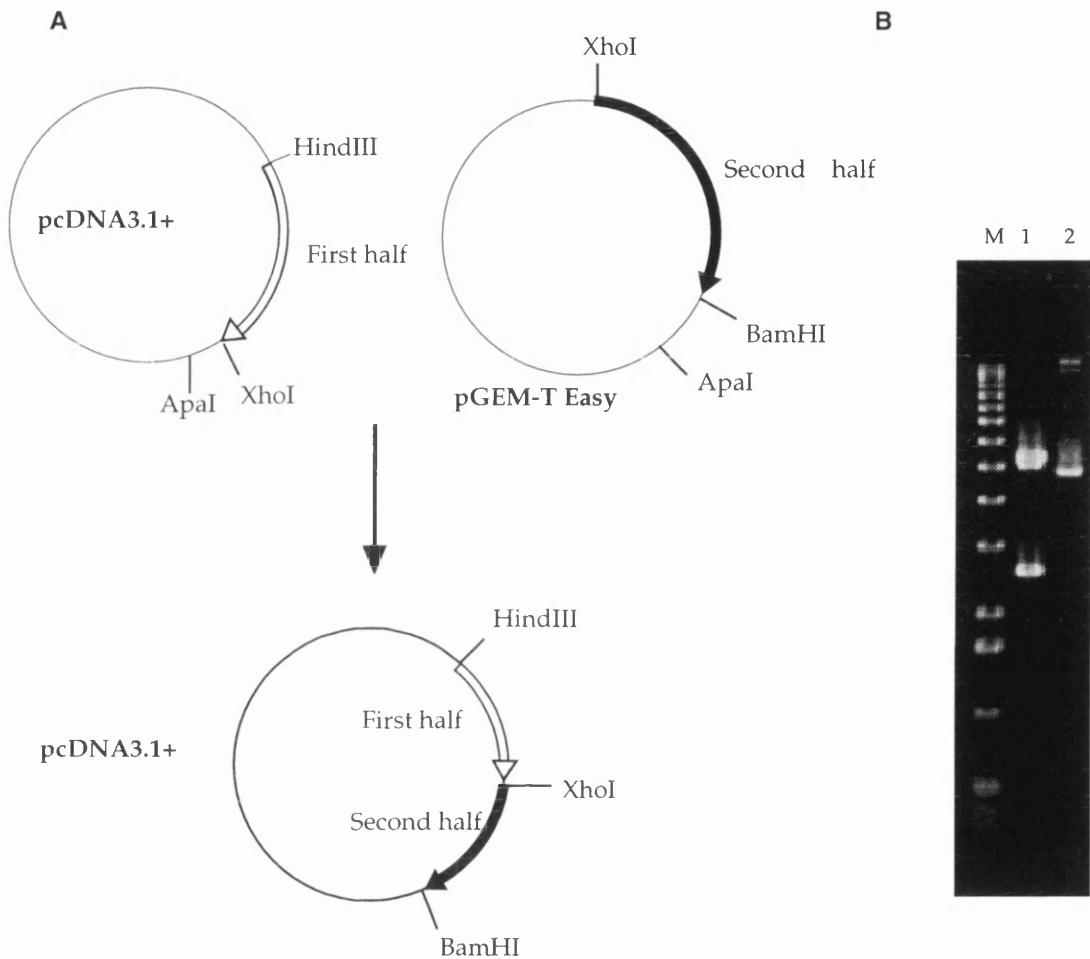 A
B
XhoI
HindIII
Second half
pcDNA3.1+
First half
M 1 2
BamHI
ApaI
XhoI
ApaI
pGEM-T Easy
HindIII
First half
pcDNA3.1+
XhoI
Second half
BamHI